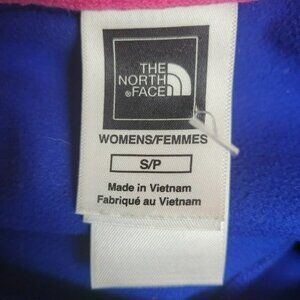 THE
NORTH
®FACE
WOMENS/FEMMES
S/P
Made in Vietnam
Fabriqué au Vietnam